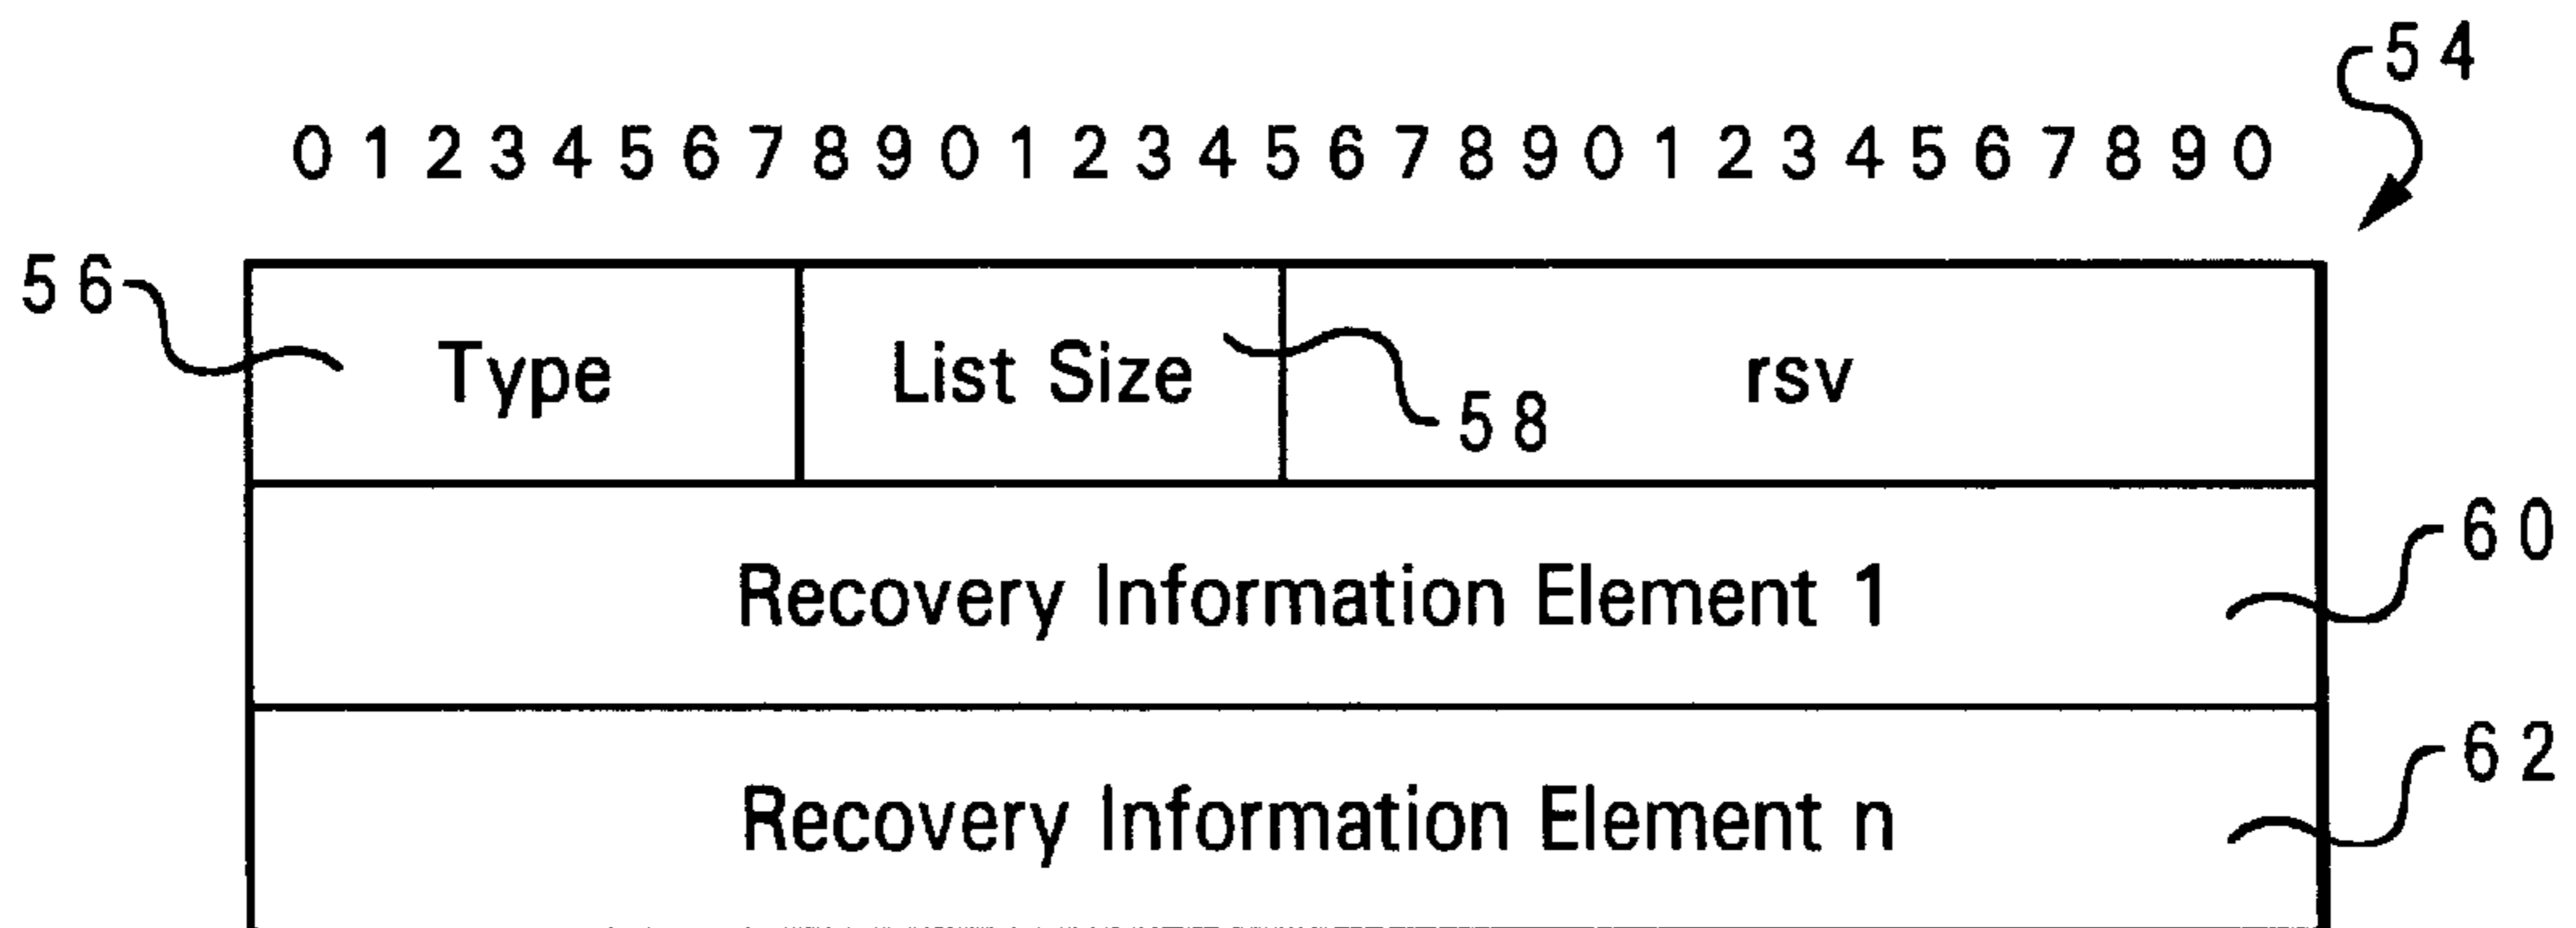 54
0 1 2 3 4 5 6 7 8 9 0 1 2 3 4 5 6 7 8 9 0 1 2 3 4 5 6 7 8 9 0
56
Type List Size rsv
58
60
Recovery Information Element 1
62
Recovery Information Element n